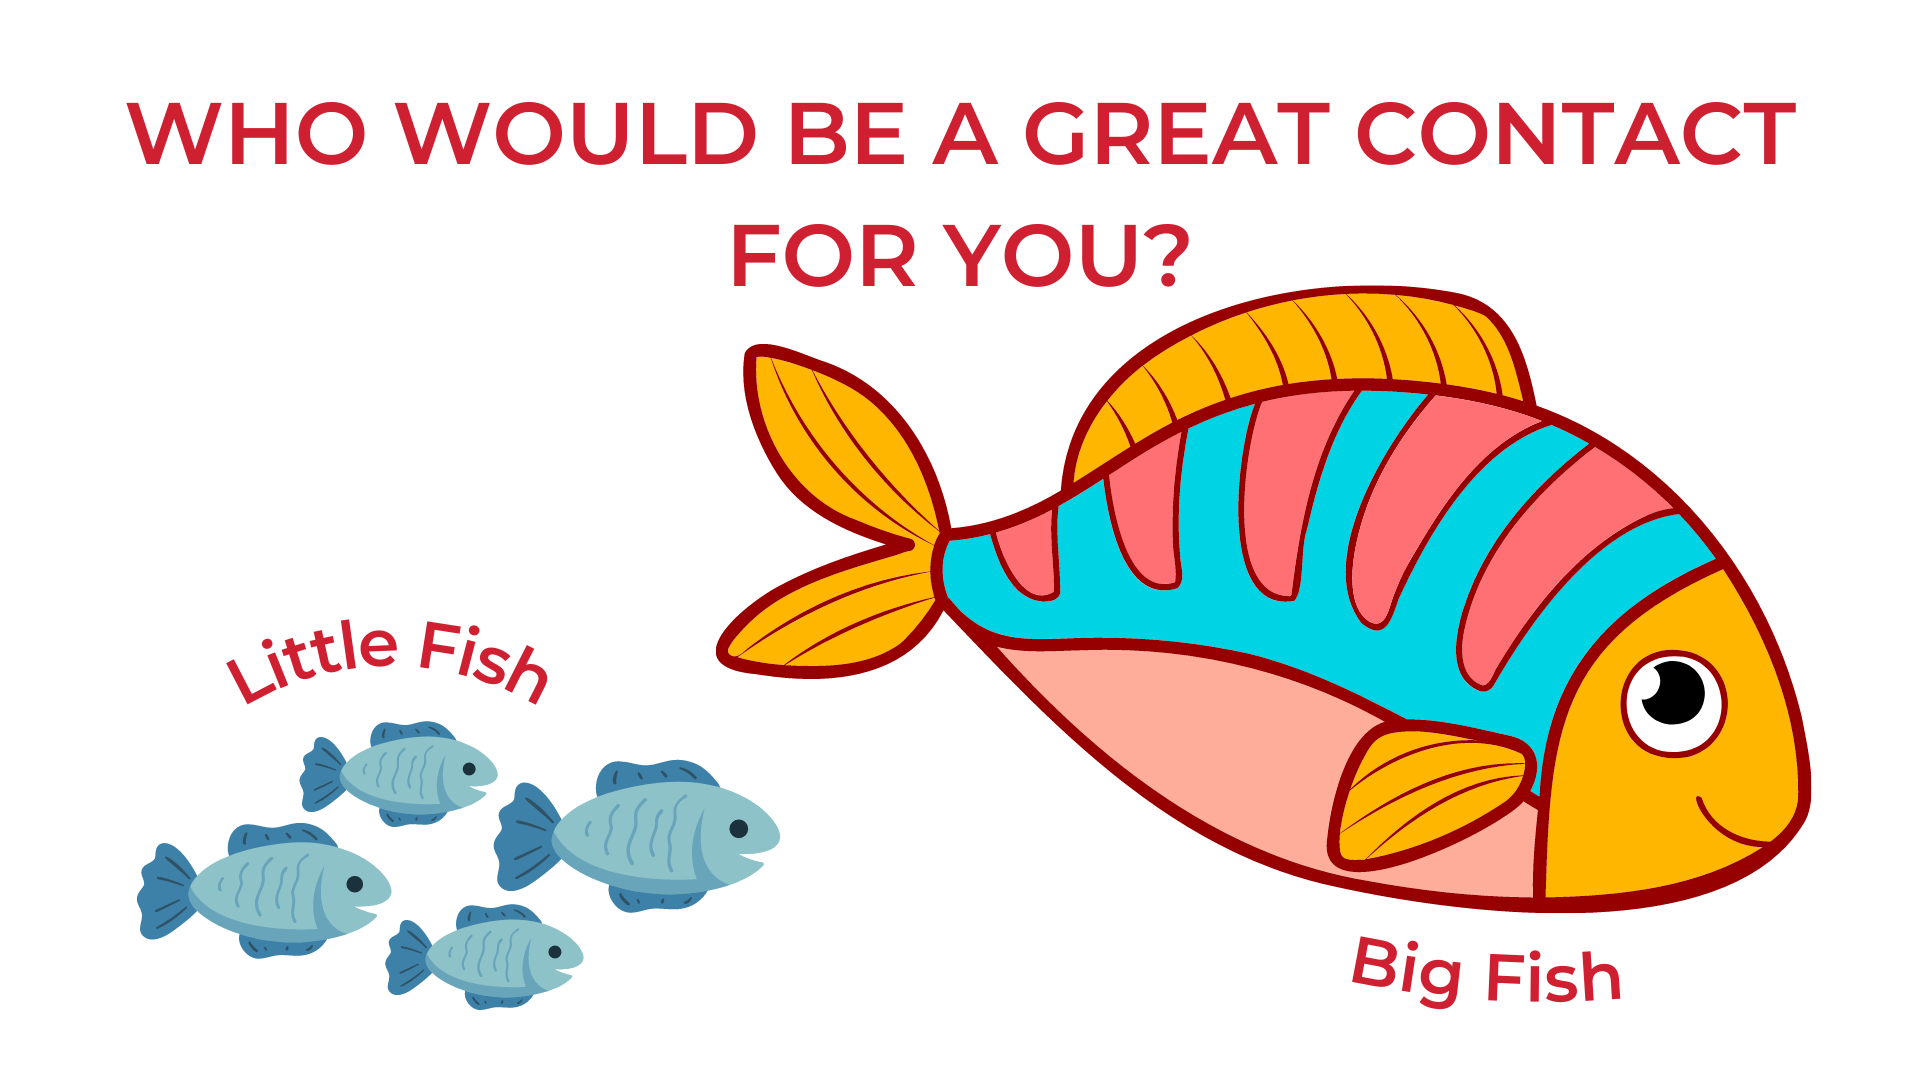 WHO WOULD BE A GREAT CONTACT
FOR YOU?
Little Fish
Big Fish